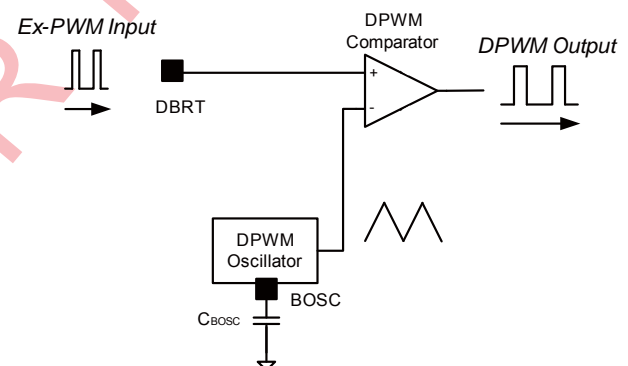 Ex-PWM Input
DPWM
Comparator
DPWM Output
+
-
DBRT
DPWM
Oscillator
BOSC
CBOSC